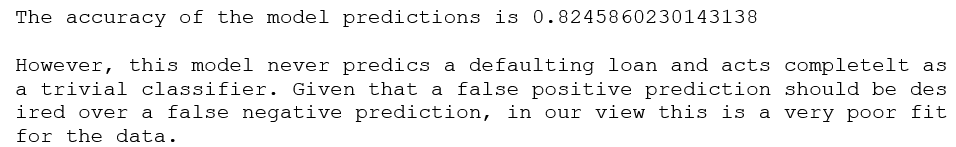 The accuracy of the model predictions is 0.8245860230143138
However, this model never predics a defaulting loan and acts completelt as
a trivial classifier. Given that a false positive prediction should be des
ired over a false negative prediction, in our view this is a very poor fit
for the data.